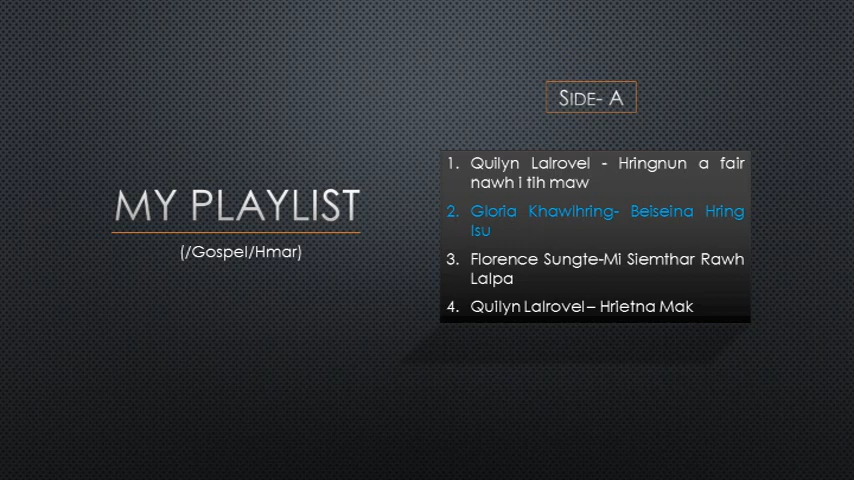 MY PLAYLIST
(/Gospel/Hmar)
SIDE- A
1. Quilyn Lalrovel - Hringnun a fair
nawh i tih maw
2. Gloria Khawlhring- Beiseina Hring
Isu
3. Florence Sungte-Mi Siemthar Rawh
Lalpa
4. Quilyn Lalrovel – Hrietna Mak